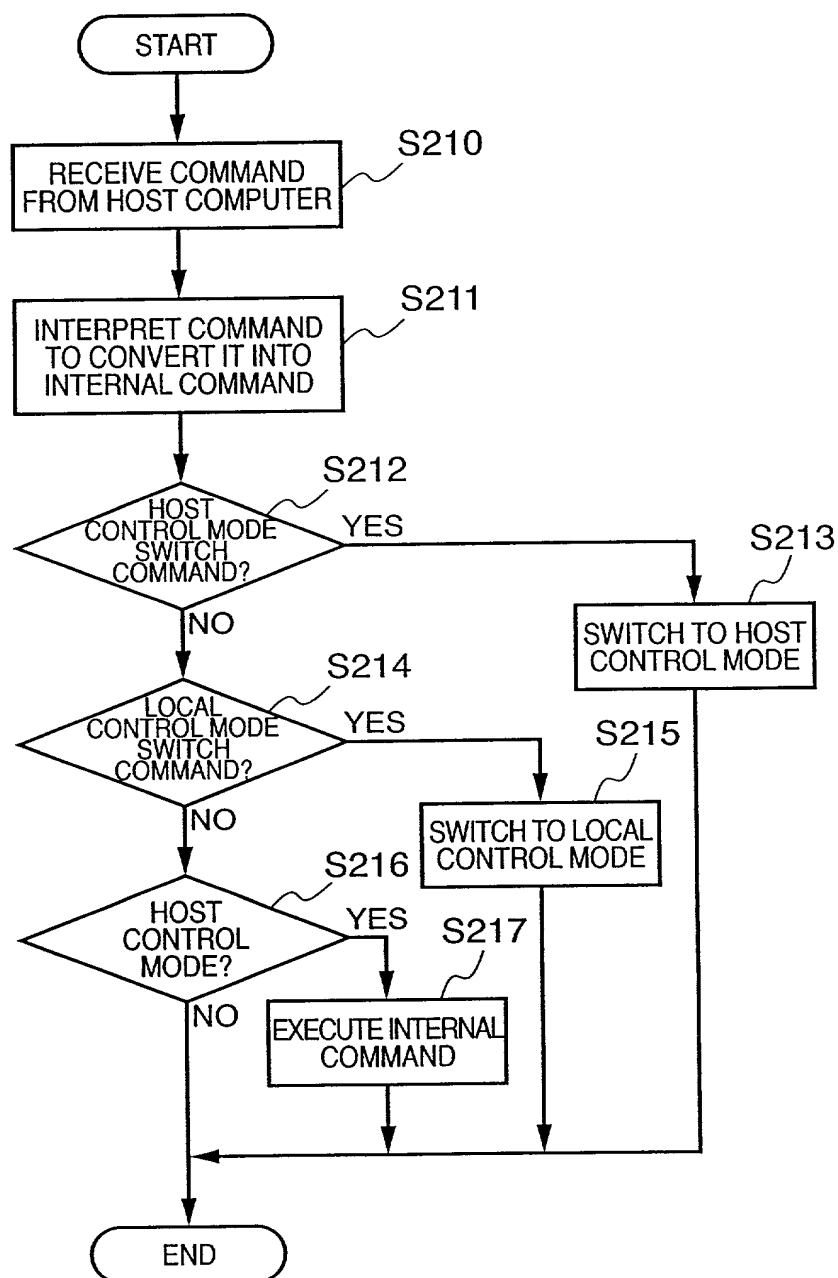 START
S210
RECEIVE COMMAND
FROM HOST COMPUTER
S211
INTERPRET COMMAND
TO CONVERT IT INTO
INTERNAL COMMAND
S212
HOST
CONTROL MODE
SWITCH
COMMAND?
YES
NO
S213
SWITCH TO HOST
CONTROL MODE
S214
LOCAL
CONTROL MODE
SWITCH
COMMAND?
YES
NO
S215
SWITCH TO LOCAL
CONTROL MODE
S216
HOST
CONTROL
MODE?
YES
NO
S217
EXECUTE INTERNAL
COMMAND
END